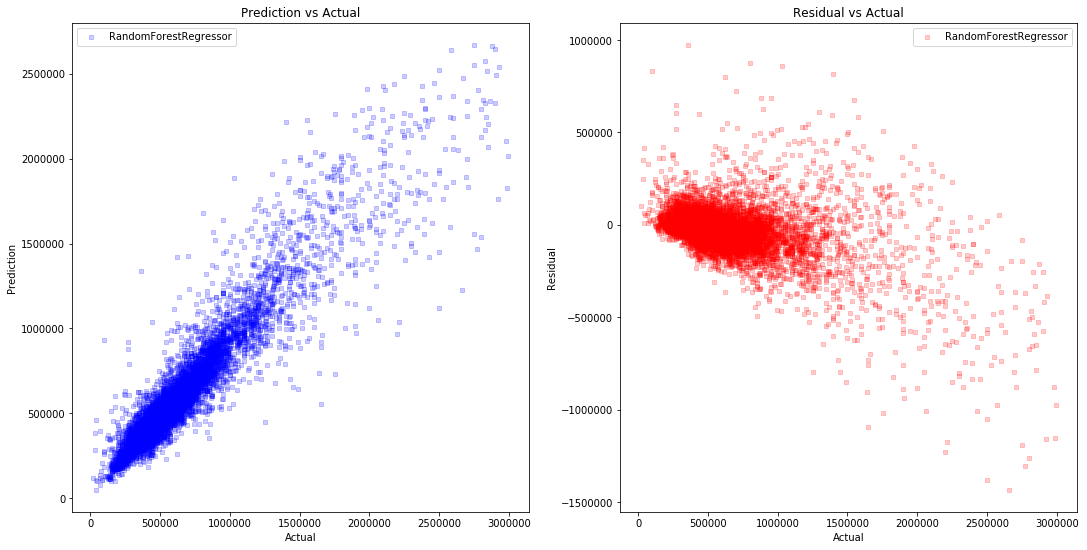 Prediction vs Actual
RandomForestRegressor
2500000
2000000
1500000
1000000
500000
0
Prediction
0 500000 1000000 1500000 2000000 2500000 3000000
Actual
Residual vs Actual
RandomForestRegressor
1000000
500000
0
−500000
−1000000
−1500000
Residual
0 500000 1000000 1500000 2000000 2500000 3000000
Actual